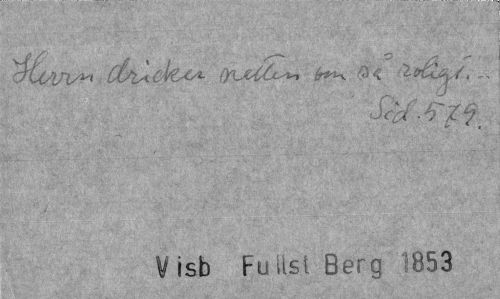 Herrn dricker netten om så roligt. –
Sid. 579.
Visb Fullst Berg 1853